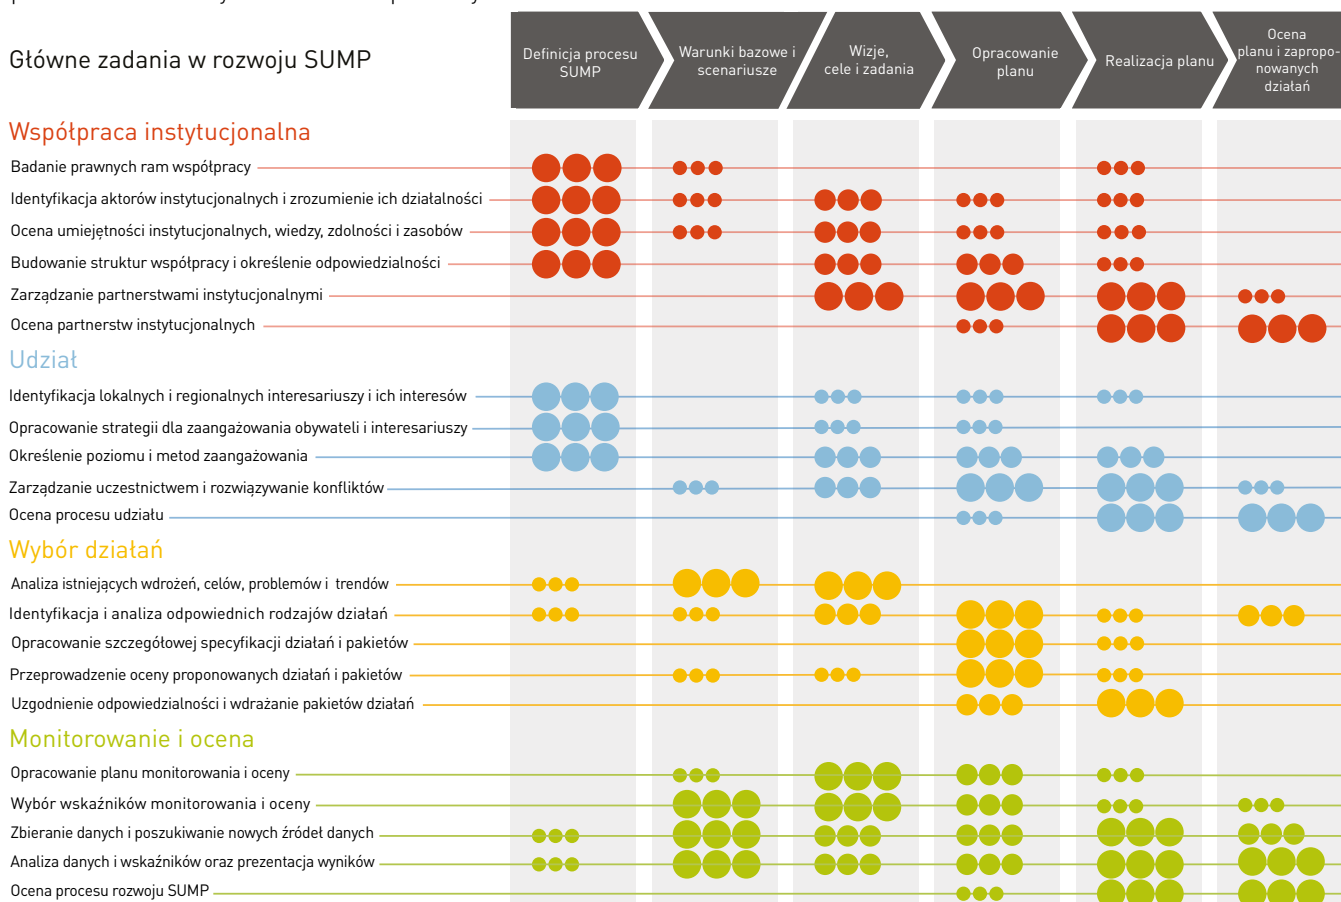 Główne zadania w rozwoju SUMP
Definicja procesu
SUMP
Warunki bazowe i
scenariusze
Wizje,
cele i zadania
Opracowanie
planu
Realizacja planu
Ocena
planu i zapropo-
nowanych
działań
Współpraca instytucjonalna
Badanie prawnych ram współpracy
Identyfikacja aktorów instytucjonalnych i zrozumienie ich działalności
Ocena umiejętności instytucjonalnych, wiedzy, zdolności i zasobów
Budowanie struktur współpracy i określenie odpowiedzialności
Zarządzanie partnerstwami instytucjonalnymi
Ocena partnerstw instytucjonalnych
Udział
Identyfikacja lokalnych i regionalnych interesariuszy i ich interesów
Opracowanie strategii dla zaangażowania obywateli i interesariuszy
Określenie poziomu i metod zaangażowania
Zarządzanie uczestnictwem i rozwiązywanie konfliktów
Ocena procesu udziału
Wybór działań
Analiza istniejących wdrożeń, celów, problemów i trendów
Identyfikacja i analiza odpowiednich rodzajów działań
Opracowanie szczegółowej specyfikacji działań i pakietów
Przeprowadzenie oceny proponowanych działań i pakietów
Uzgodnienie odpowiedzialności i wdrażanie pakietów działań
Monitorowanie i ocena
Opracowanie planu monitorowania i oceny
Wybór wskaźników monitorowania i oceny
Zbieranie danych i poszukiwanie nowych źródeł danych
Analiza danych i wskaźników oraz prezentacja wyników
Ocena procesu rozwoju SUMP